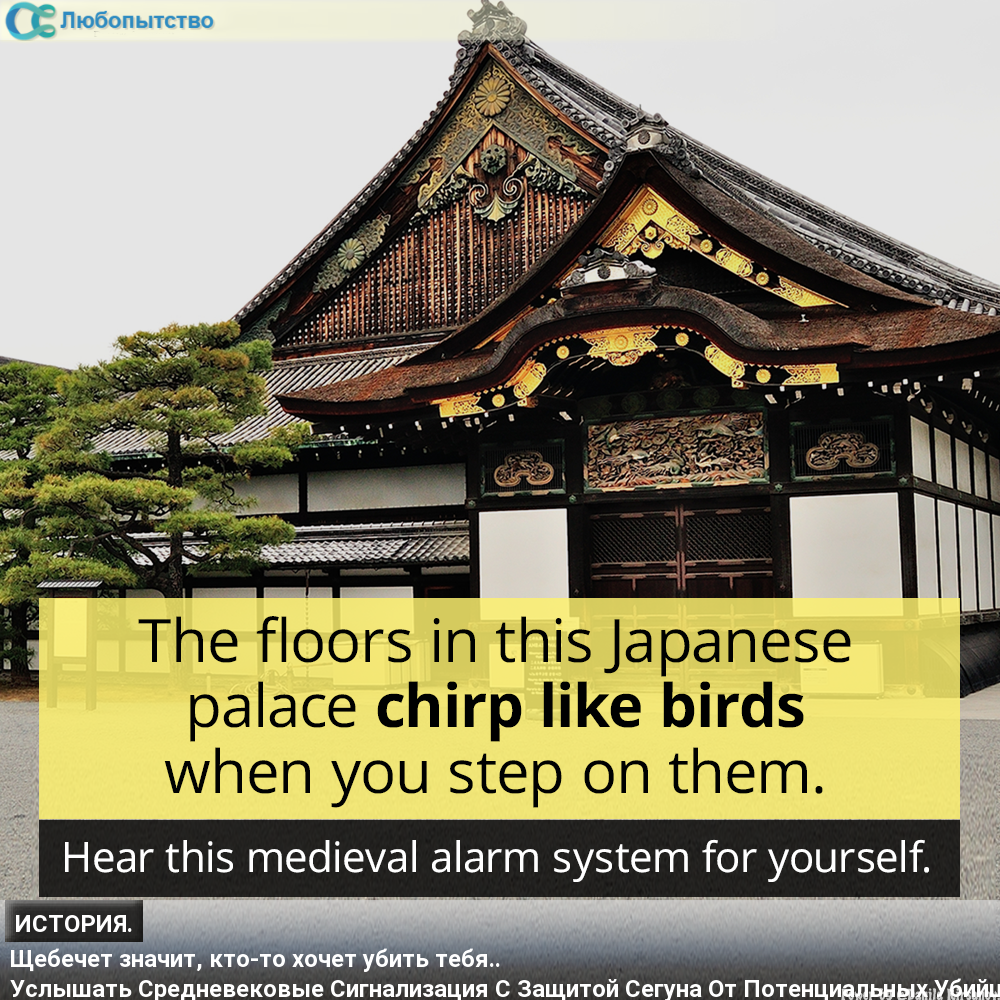 Любопытство
The floors in this Japanese
palace chirp like birds
when you step on them.
Hear this medieval alarm system for yourself.
ИСТОРИЯ.
Щебечет значит, кто-то хочет убить тебя..
Услышать Средневековые Сигнализация С Защитой Сегуна От Потенциальных Убий